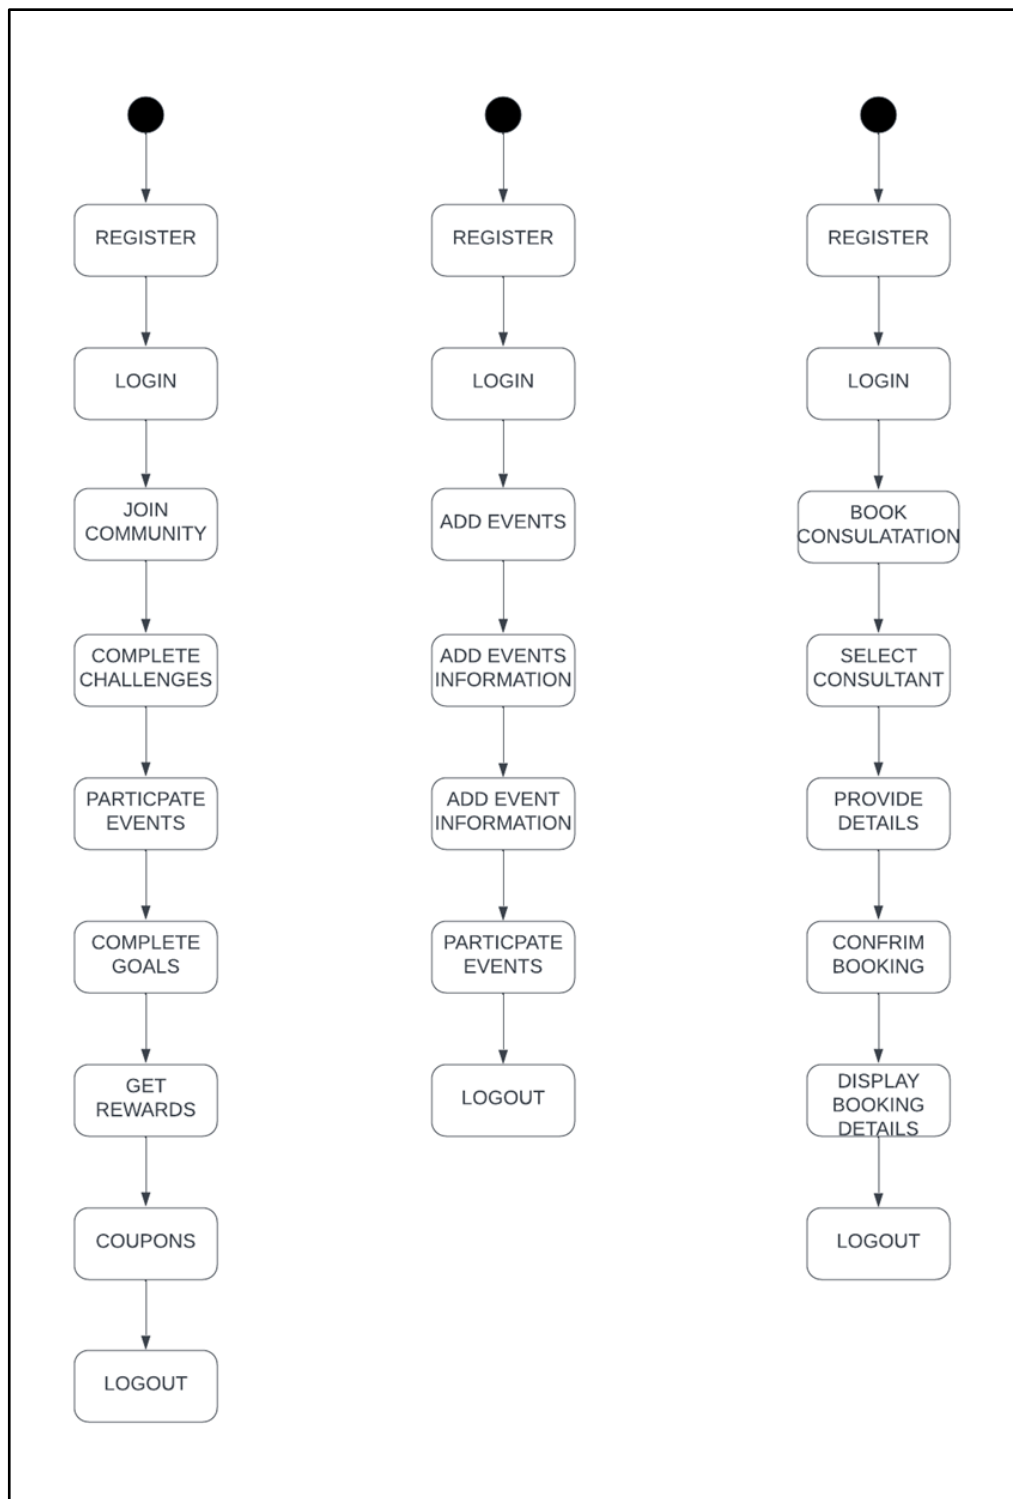 REGISTER
LOGIN
JOIN
COMMUNITY
COMPLETE
CHALLENGES
PARTICPATE
EVENTS
COMPLETE
GOALS
GET
REWARDS
COUPONS
LOGOUT
REGISTER
LOGIN
ADD EVENTS
ADD EVENTS
INFORMATION
ADD EVENT
INFORMATION
PARTICPATE
EVENTS
LOGOUT
REGISTER
LOGIN
BOOK
CONSULATATION
SELECT
CONSULTANT
PROVIDE
DETAILS
CONFRIM
BOOKING
DISPLAY
BOOKING
DETAILS
LOGOUT